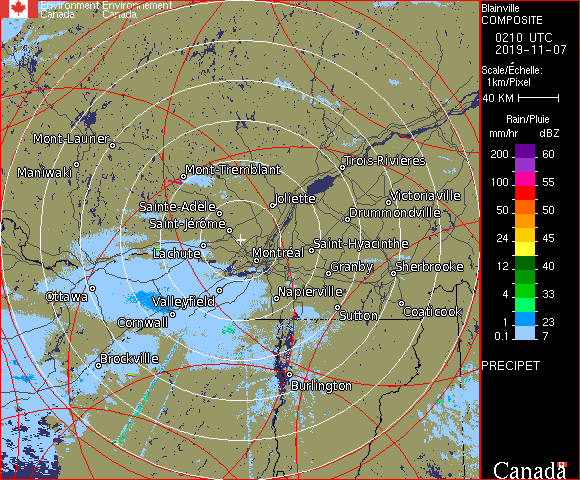 Environment Environnement
Canada Canada
Blainville
COMPOSITE
0210 UTC
2019-11-07
Scale/Échelle:
1km/Pixel
40 KM
Rain/Pluie
mm/hr dBZ
200 60
100 55
50 50
24 45
12 40
4 33
1 23
0.1 7
PRECIPET
Canada
Mont-Laurier
Maniwaki
Mont-Tremblant
Trois-Rivières
Joliette
Victoriaville
Sainte-Adele
Drummondville
Saint-Jérôme
Lachute
Montréal
Saint-Hyacinthe
Granby
Sherbrooke
Ottawa
Valleyfield
Napierville
Cornwall
Sutton
Coaticook
Brockville
Burlington